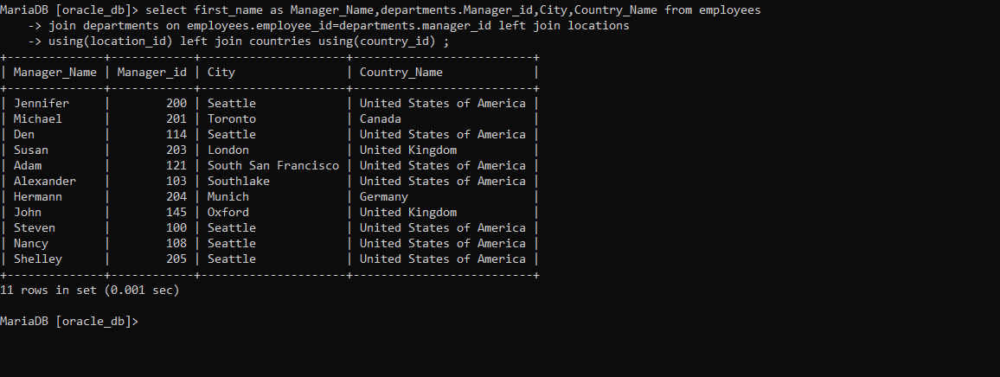 MariaDB [oracle_db]> select first_name as Manager_Name,departments.Manager_id,City,Country_Name from employees
    -> join departments on employees.employee_id=departments.manager_id left join locations
    -> using(location_id) left join countries using(country_id) ;
+--------------+------------+---------------------+--------------------------+
| Manager_Name | Manager_id | City                | Country_Name             |
+--------------+------------+---------------------+--------------------------+
| Jennifer     |        200 | Seattle             | United States of America |
| Michael      |        201 | Toronto             | Canada                   |
| Den          |        114 | Seattle             | United States of America |
| Susan        |        203 | London              | United Kingdom           |
| Adam         |        121 | South San Francisco | United States of America |
| Alexander    |        103 | Southlake           | United States of America |
| Hermann      |        204 | Munich              | Germany                  |
| John         |        145 | Oxford              | United Kingdom           |
| Steven       |        100 | Seattle             | United States of America |
| Nancy        |        108 | Seattle             | United States of America |
| Shelley      |        205 | Seattle             | United States of America |
+--------------+------------+---------------------+--------------------------+
11 rows in set (0.001 sec)
MariaDB [oracle_db]>